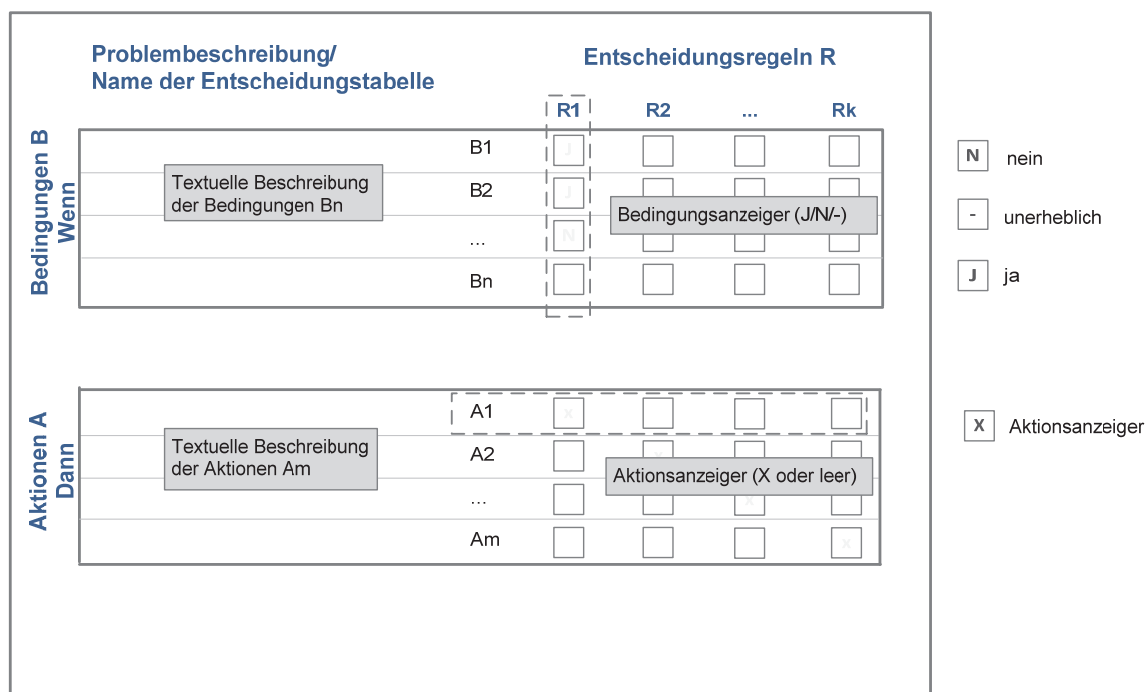 Problembeschreibung/
Name der Entscheidungstabelle
Entscheidungsregeln R
R1 R2 ... Rk
Bedingungen B
Wenn
B1 J
Textuelle Beschreibung
der Bedingungen Bn
B2 J
Bedingungsanzeiger (J/N/-)
... N
Bn
N nein
- unerheblich
J ja
Aktionen A
Dann
A1 x
Textuelle Beschreibung
der Aktionen Am
A2 x
Aktionsanzeiger (X oder leer)
... x
Am x
X Aktionsanzeiger